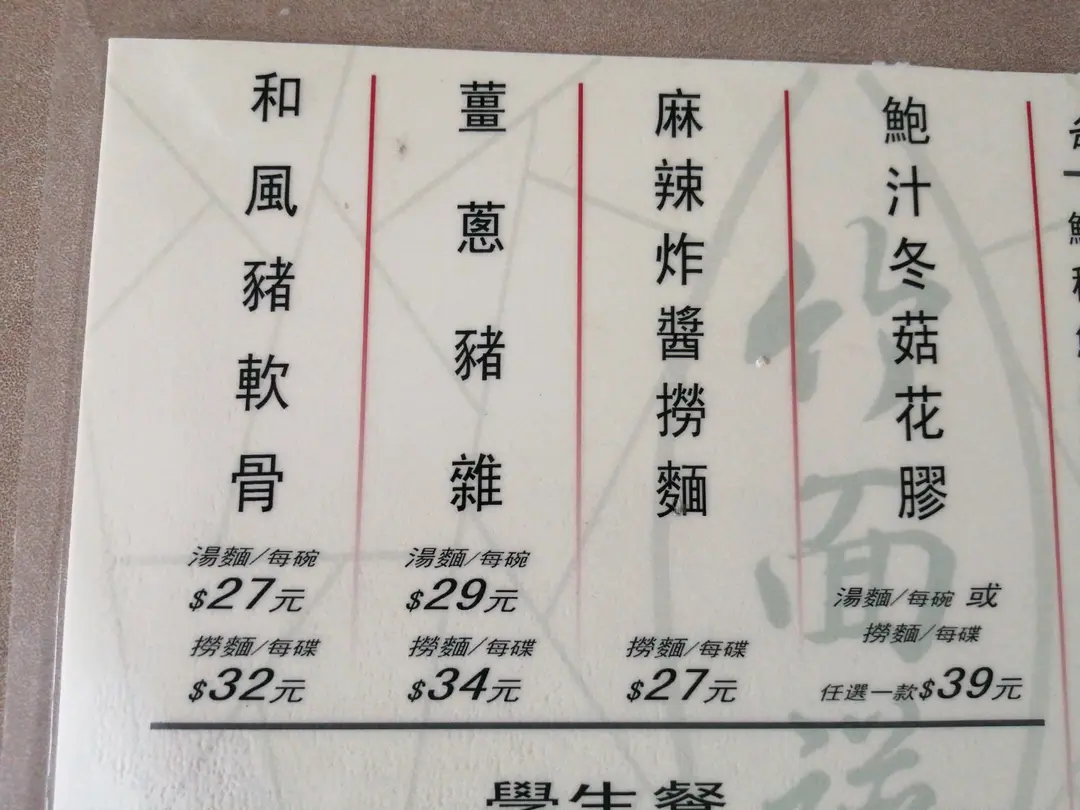 和風豬軟骨
湯麵/每碗
$27元
撈麵/每碟
$32元
薑蔥豬雜
湯麵/每碗
$29元
撈麵/每碟
$34元
麻辣炸醬撈麵
撈麵/每碟
$27元
鮑汁冬菇花膠
湯麵/每碗 或
撈麵/每碟
任選一款$39元
學生餐